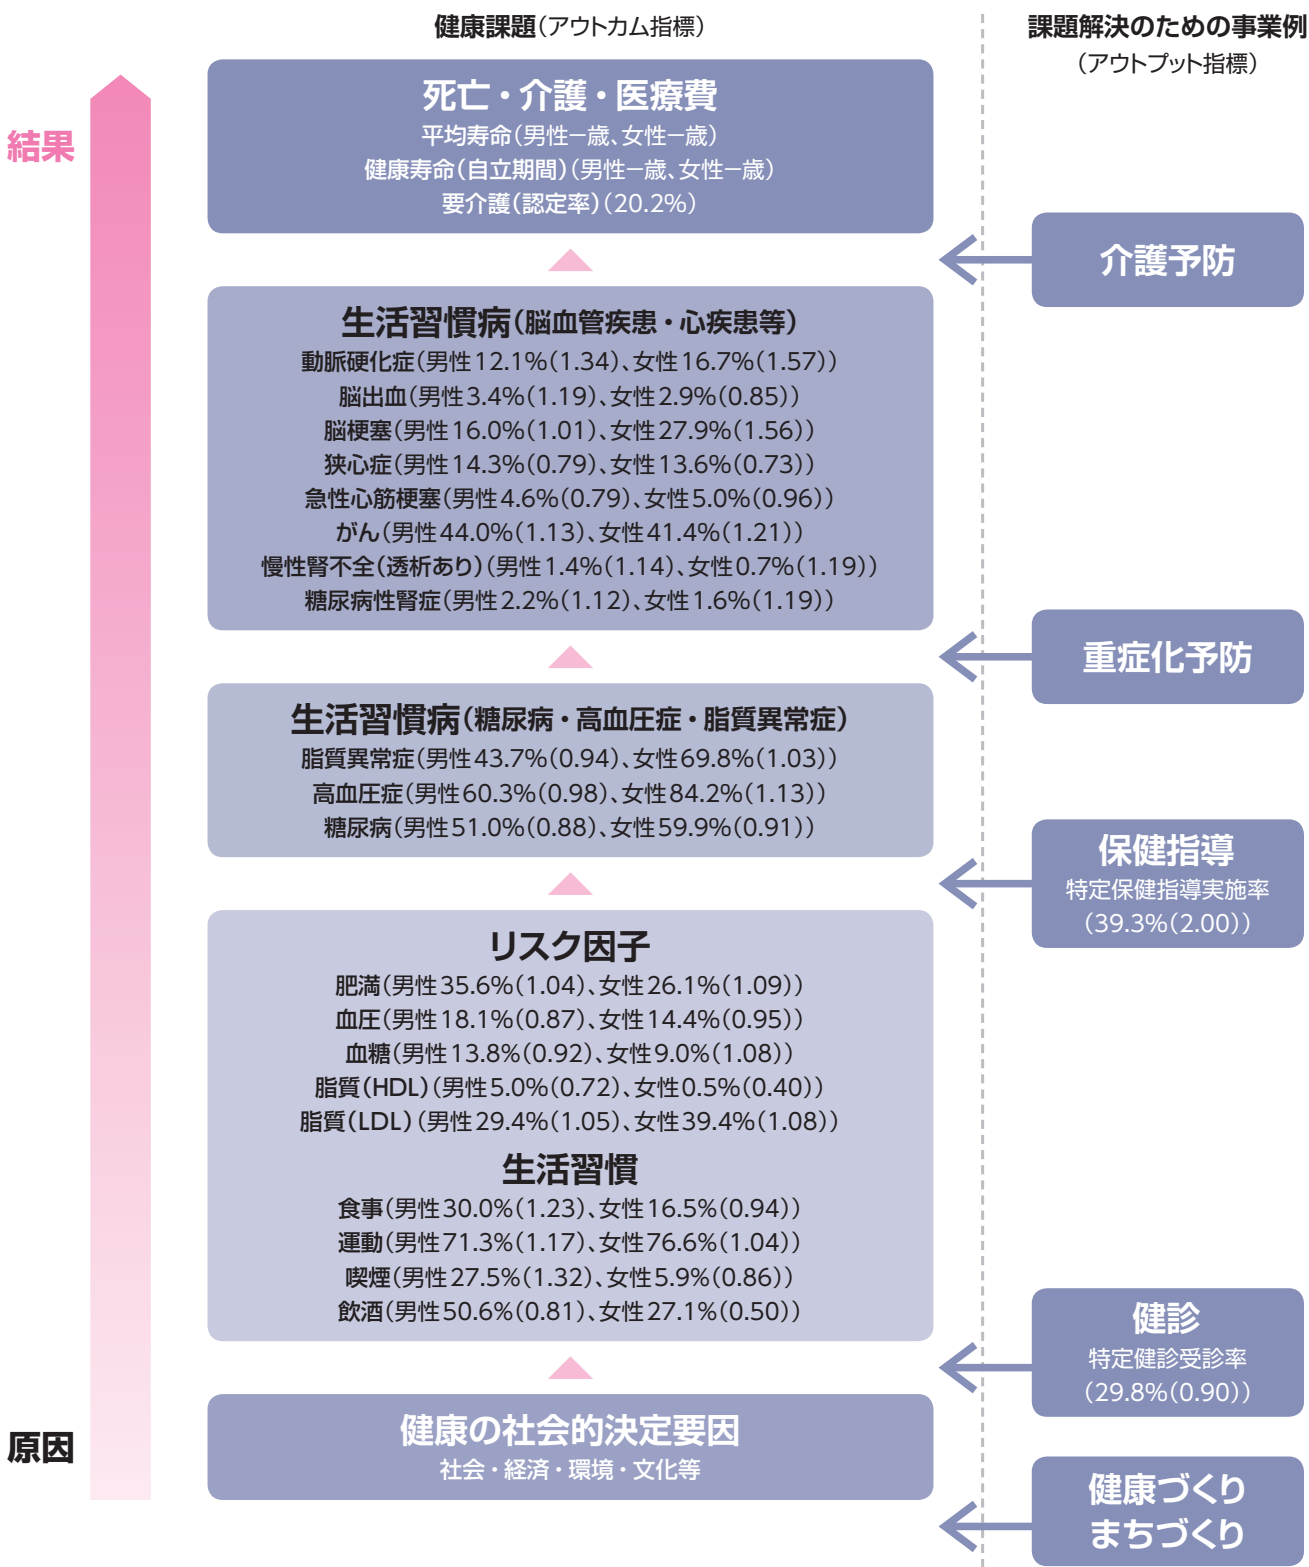 健康課題（アウトカム指標）
課題解決のための事業例
（アウトプット指標）
結果
死亡・介護・医療費
平均寿命（男性ー歳、女性ー歳）
健康寿命（自立期間）（男性ー歳、女性ー歳）
要介護（認定率）（20.2%）
介護予防
生活習慣病（脳血管疾患・心疾患等）
動脈硬化症（男性12.1%（1.34）、女性16.7%（1.57））
脳出血（男性3.4%（1.19）、女性2.9%（0.85））
脳梗塞（男性16.0%（1.01）、女性27.9%（1.56））
狭心症（男性14.3%（0.79）、女性13.6%（0.73））
急性心筋梗塞（男性4.6%（0.79）、女性5.0%（0.96））
がん（男性44.0%（1.13）、女性41.4%（1.21））
慢性腎不全（透析あり）（男性1.4%（1.14）、女性0.7%（1.19））
糖尿病性腎症（男性2.2%（1.12）、女性1.6%（1.19））
重症化予防
生活習慣病（糖尿病・高血圧症・脂質異常症）
脂質異常症（男性43.7%（0.94）、女性69.8%（1.03））
高血圧症（男性60.3%（0.98）、女性84.2%（1.13））
糖尿病（男性51.0%（0.88）、女性59.9%（0.91））
保健指導
特定保健指導実施率
（39.3%（2.00））
リスク因子
肥満（男性35.6%（1.04）、女性26.1%（1.09））
血圧（男性18.1%（0.87）、女性14.4%（0.95））
血糖（男性13.8%（0.92）、女性9.0%（1.08））
脂質（HDL）（男性5.0%（0.72）、女性0.5%（0.40））
脂質（LDL）（男性29.4%（1.05）、女性39.4%（1.08））
生活習慣
食事（男性30.0%（1.23）、女性16.5%（0.94））
運動（男性71.3%（1.17）、女性76.6%（1.04））
喫煙（男性27.5%（1.32）、女性5.9%（0.86））
飲酒（男性50.6%（0.81）、女性27.1%（0.50））
健診
特定健診受診率
（29.8%（0.90））
原因
健康の社会的決定要因
社会・経済・環境・文化等
健康づくり
まちづくり